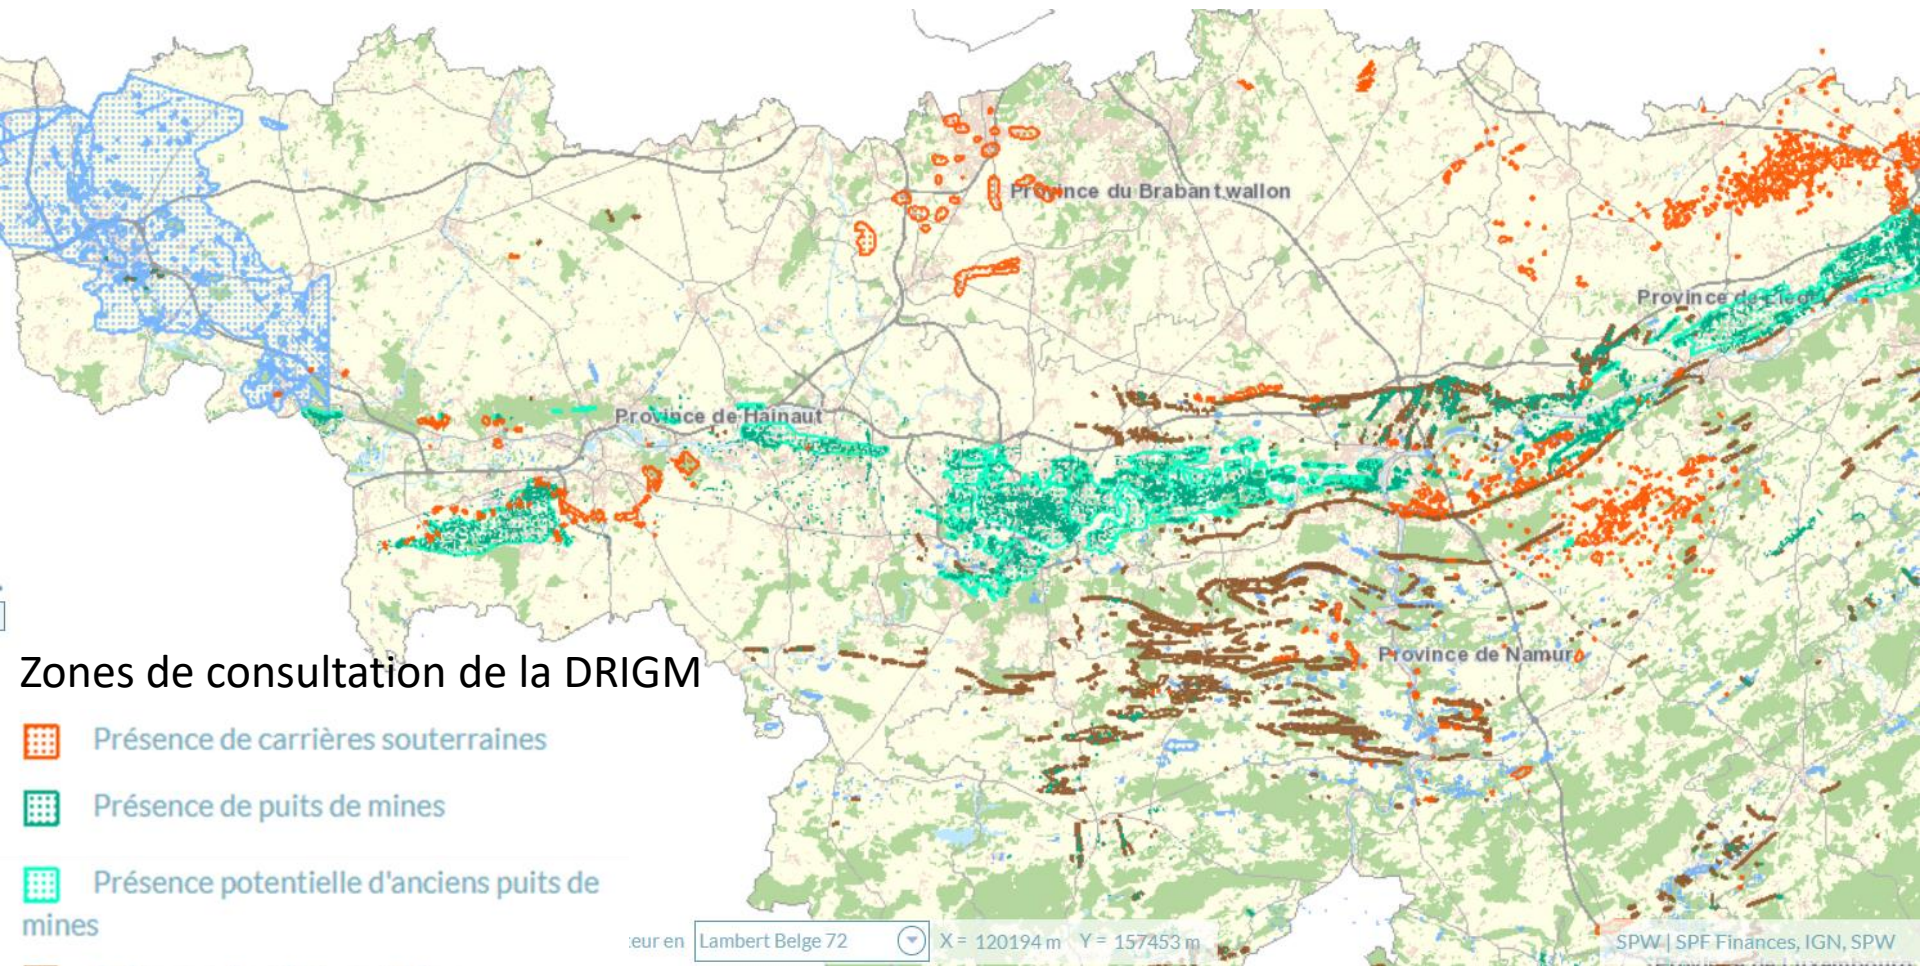 Province du Brabant wallon
Province de Liège
Province de Hainaut
Province de Namur
Zones de consultation de la DRIGM
Présence de carrières souterraines
Présence de puits de mines
Présence potentielle d'anciens puits de
mines
eur en Lambert Belge 72 X = 120194 m Y = 157453 m
SPW | SPF Finances, IGN, SPW